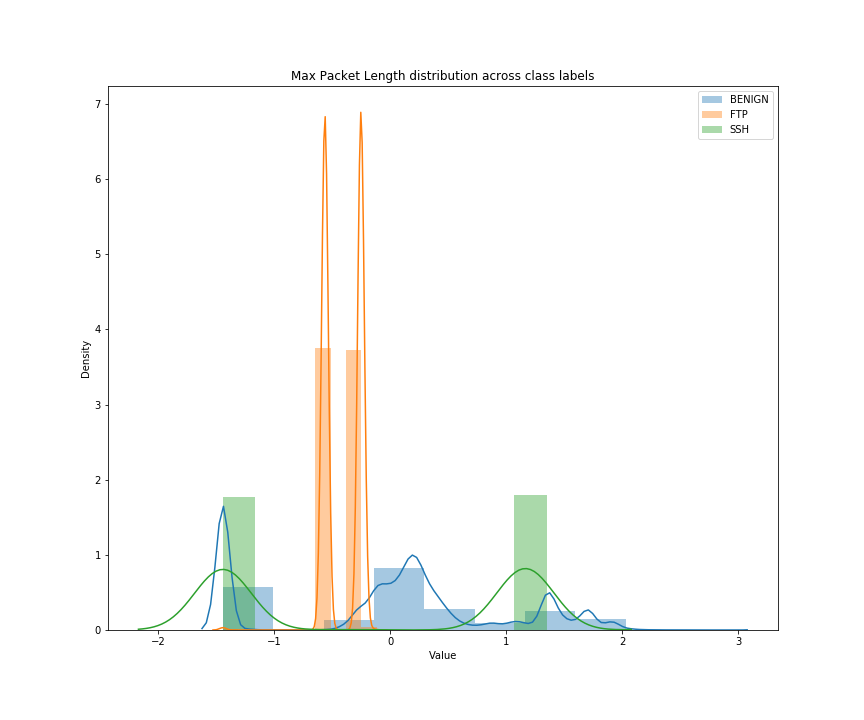 Max Packet Length distribution across class labels
BENIGN
FTP
SSH
7
6
5
4
3
2
1
0
Density
−2
−1
0
1
2
3
Value